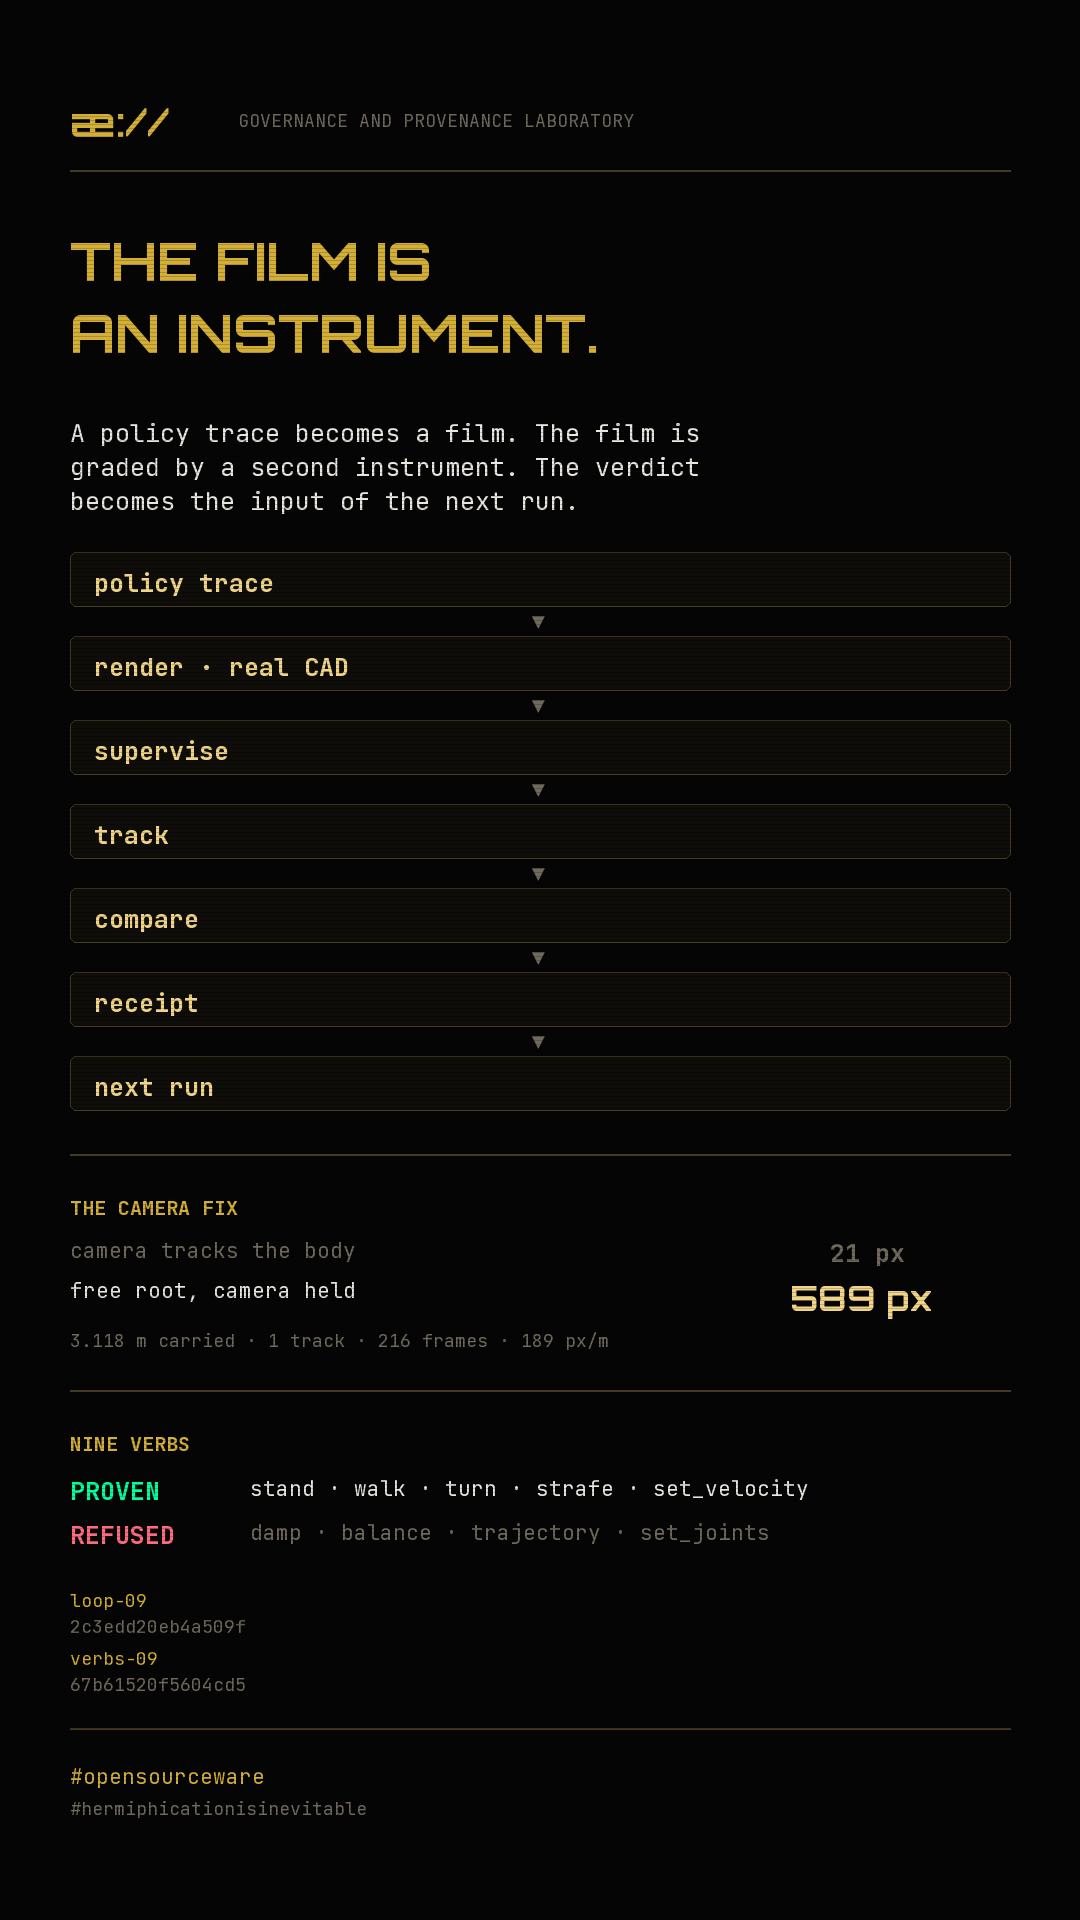 æ://
GOVERNANCE AND PROVENANCE LABORATORY
THE FILM IS
AN INSTRUMENT.
A policy trace becomes a film. The film is
graded by a second instrument. The verdict
becomes the input of the next run.
policy trace
▼
render · real CAD
▼
supervise
▼
track
▼
compare
▼
receipt
▼
next run
THE CAMERA FIX
camera tracks the body 21 px
free root, camera held 589 px
3.118 m carried · 1 track · 216 frames · 189 px/m
NINE VERBS
PROVEN stand · walk · turn · strafe · set_velocity
REFUSED damp · balance · trajectory · set_joints
loop-09
2c3edd20eb4a509f
verbs-09
67b61520f5604cd5
#opensourceware
#hermiphicationisinevitable